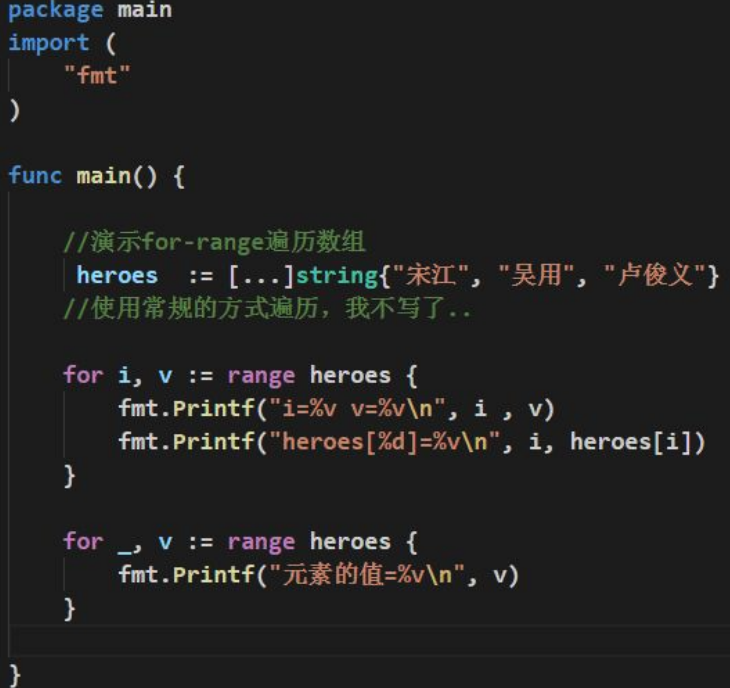 package main
import (
    "fmt"
)
func main() {
    //演示for-range遍历数组
     heroes  := [...]string{"宋江", "吴用", "卢俊义"}
    //使用常规的方式遍历，我不写了..
    for i, v := range heroes {
        fmt.Printf("i=%v v=%v\n", i , v)
        fmt.Printf("heroes[%d]=%v\n", i, heroes[i])
    }
    for _, v := range heroes {
        fmt.Printf("元素的值=%v\n", v)
    }
}